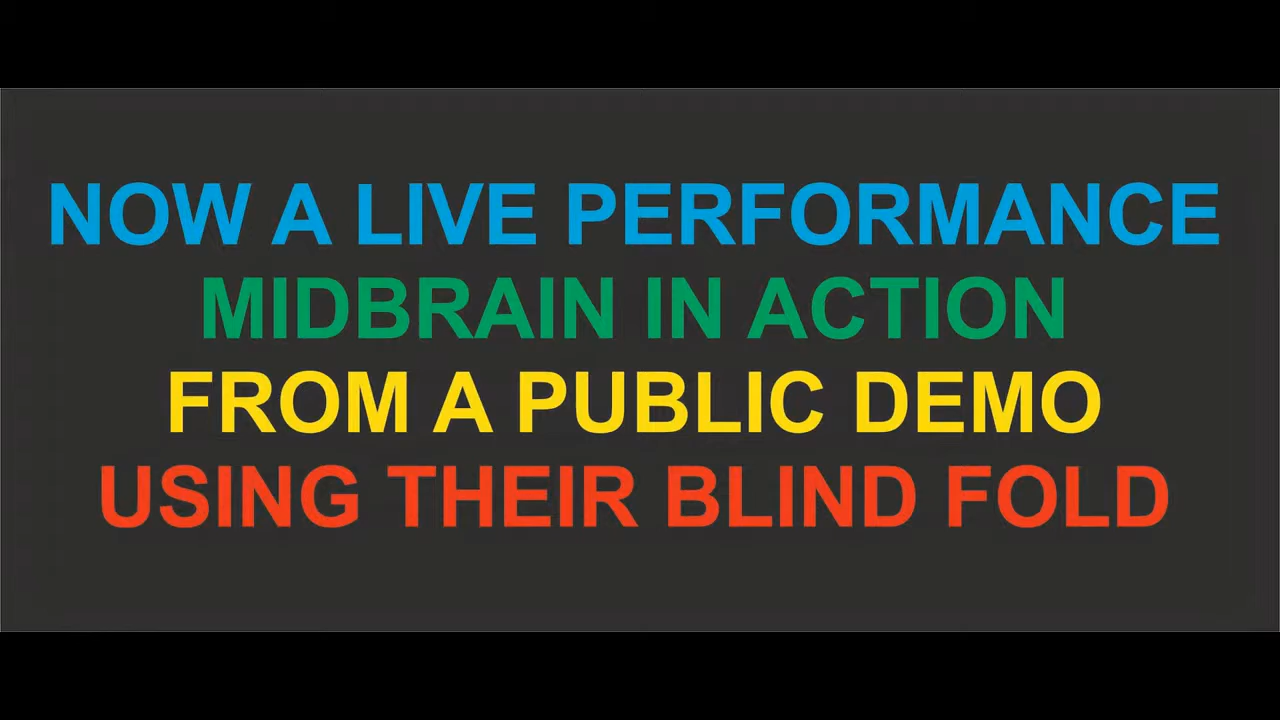 NOW A LIVE PERFORMANCE
MIDBRAIN IN ACTION
FROM A PUBLIC DEMO
USING THEIR BLIND FOLD